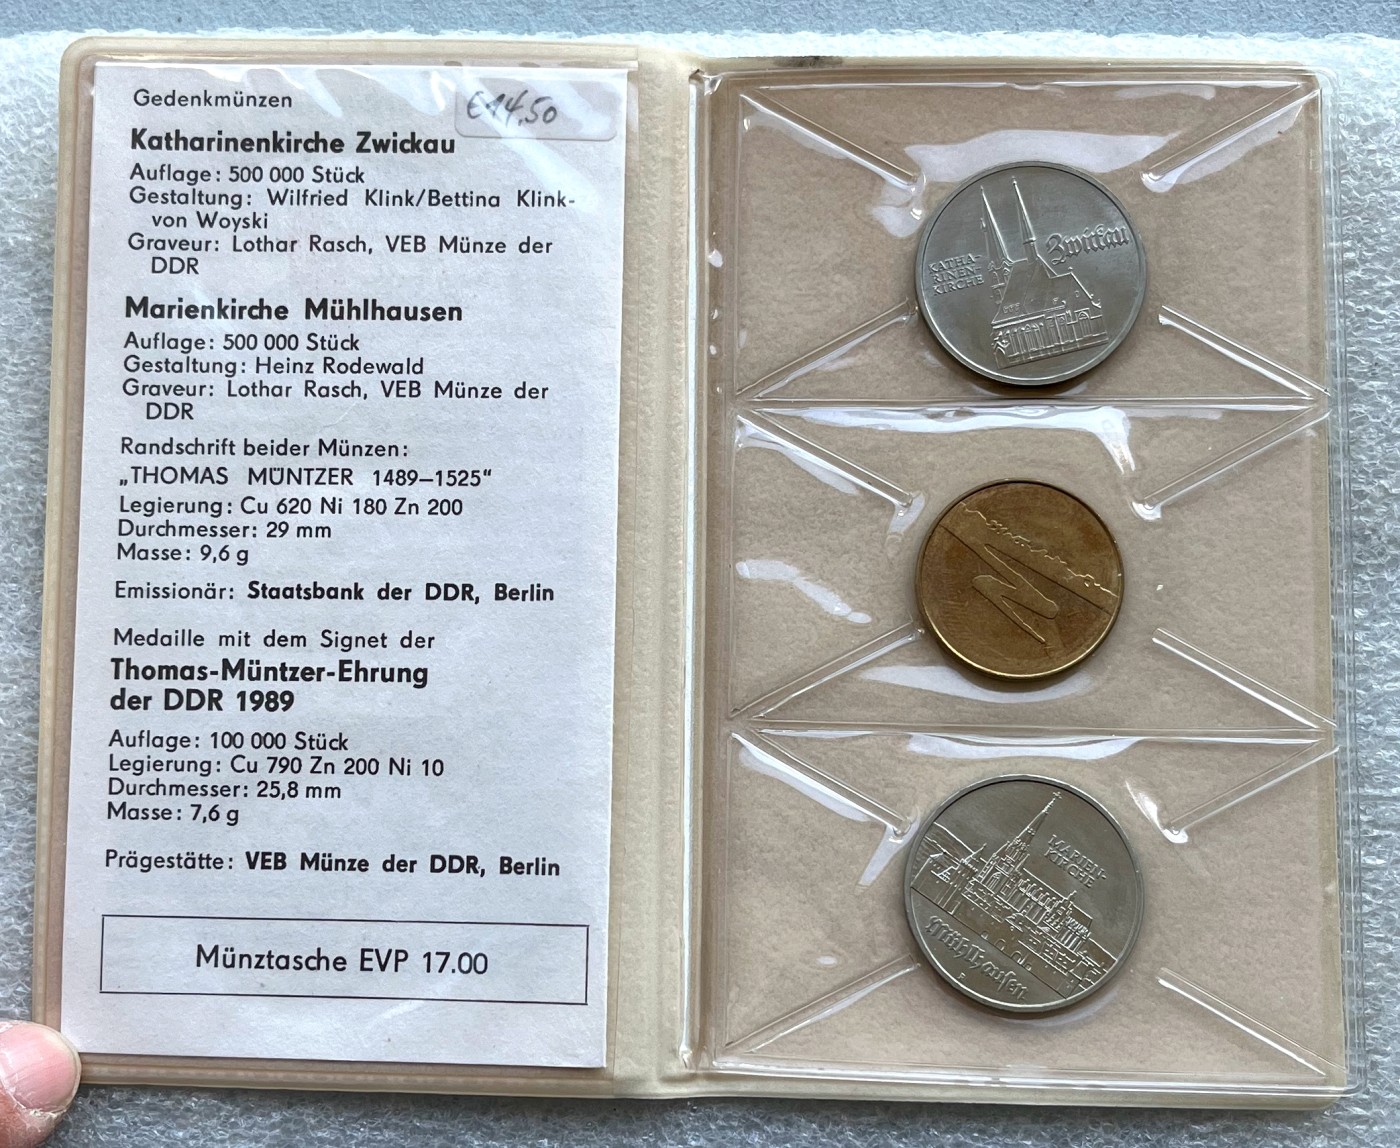 Gedenkmünzen
€14,50
Katharinenkirche Zwickau
Auflage: 500 000 Stück
Gestaltung: Wilfried Klink/Bettina Klink-
von Woyski
Graveur: Lothar Rasch, VEB Münze der
DDR
Marienkirche Mühlhausen
Auflage: 500 000 Stück
Gestaltung: Heinz Rodewald
Graveur: Lothar Rasch, VEB Münze der
DDR
Randschrift beider Münzen:
„THOMAS MÜNTZER 1489–1525“
Legierung: Cu 620 Ni 180 Zn 200
Durchmesser: 29 mm
Masse: 9,6 g
Emissionär: Staatsbank der DDR, Berlin
Medaille mit dem Signet der
Thomas-Müntzer-Ehrung
der DDR 1989
Auflage: 100 000 Stück
Legierung: Cu 790 Zn 200 Ni 10
Durchmesser: 25,8 mm
Masse: 7,6 g
Prägestätte: VEB Münze der DDR, Berlin
Münztasche EVP 17.00
KATHA-
RINEN-
KIRCHE
Zwickau
MARIEN-
KIRCHE
Mühlhausen